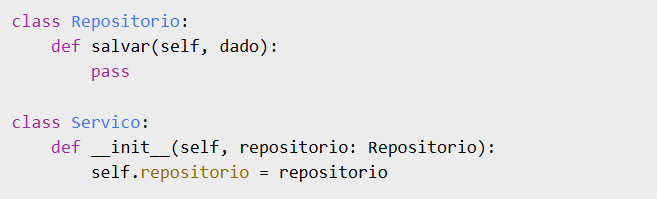 class Repositorio:
    def salvar(self, dado):
        pass

class Servico:
    def __init__(self, repositorio: Repositorio):
        self.repositorio = repositorio